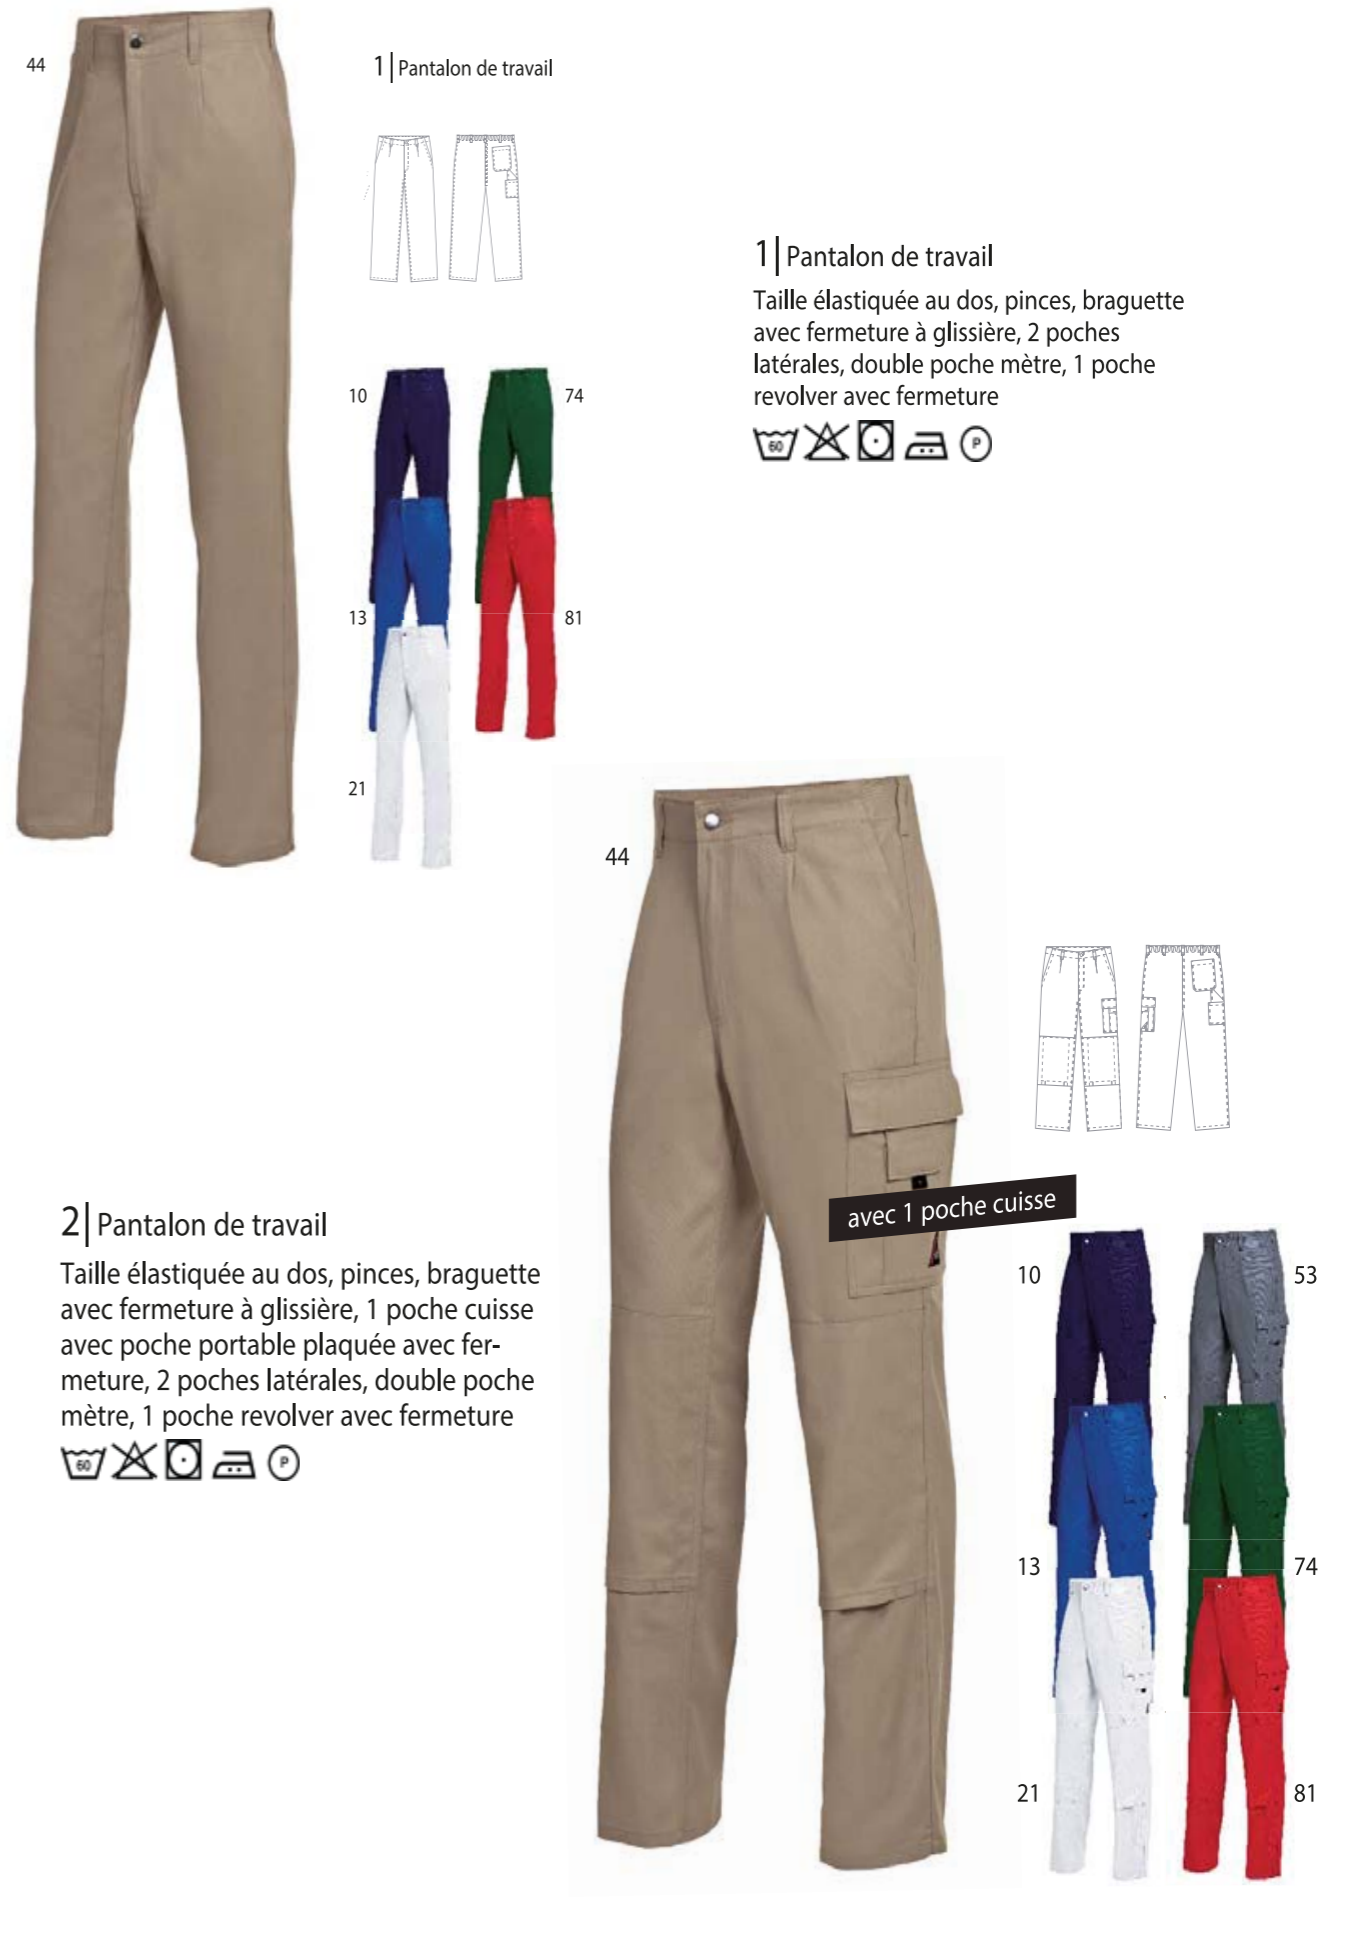 44
1| Pantalon de travail
1| Pantalon de travail
Taille élastiquée au dos, pinces, braguette
avec fermeture à glissière, 2 poches
latérales, double poche mètre, 1 poche
revolver avec fermeture
60 P
10
74
13
81
21
44
avec 1 poche cuisse
2| Pantalon de travail
Taille élastiquée au dos, pinces, braguette
avec fermeture à glissière, 1 poche cuisse
avec poche portable plaquée avec fer-
meture, 2 poches latérales, double poche
mètre, 1 poche revolver avec fermeture
60 P
10
53
13
74
21
81